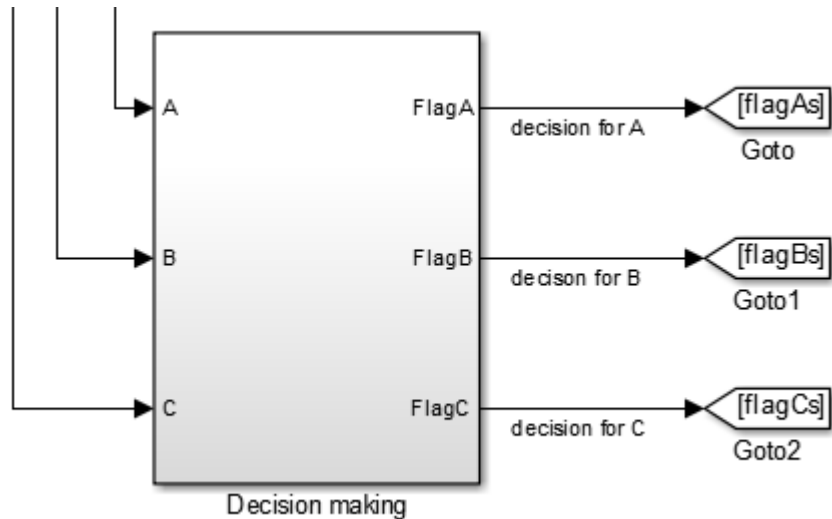 A FlagA decision for A [flagAs]
Goto
B FlagB decison for B [flagBs]
Goto1
C FlagC decision for C [flagCs]
Goto2
Decision making